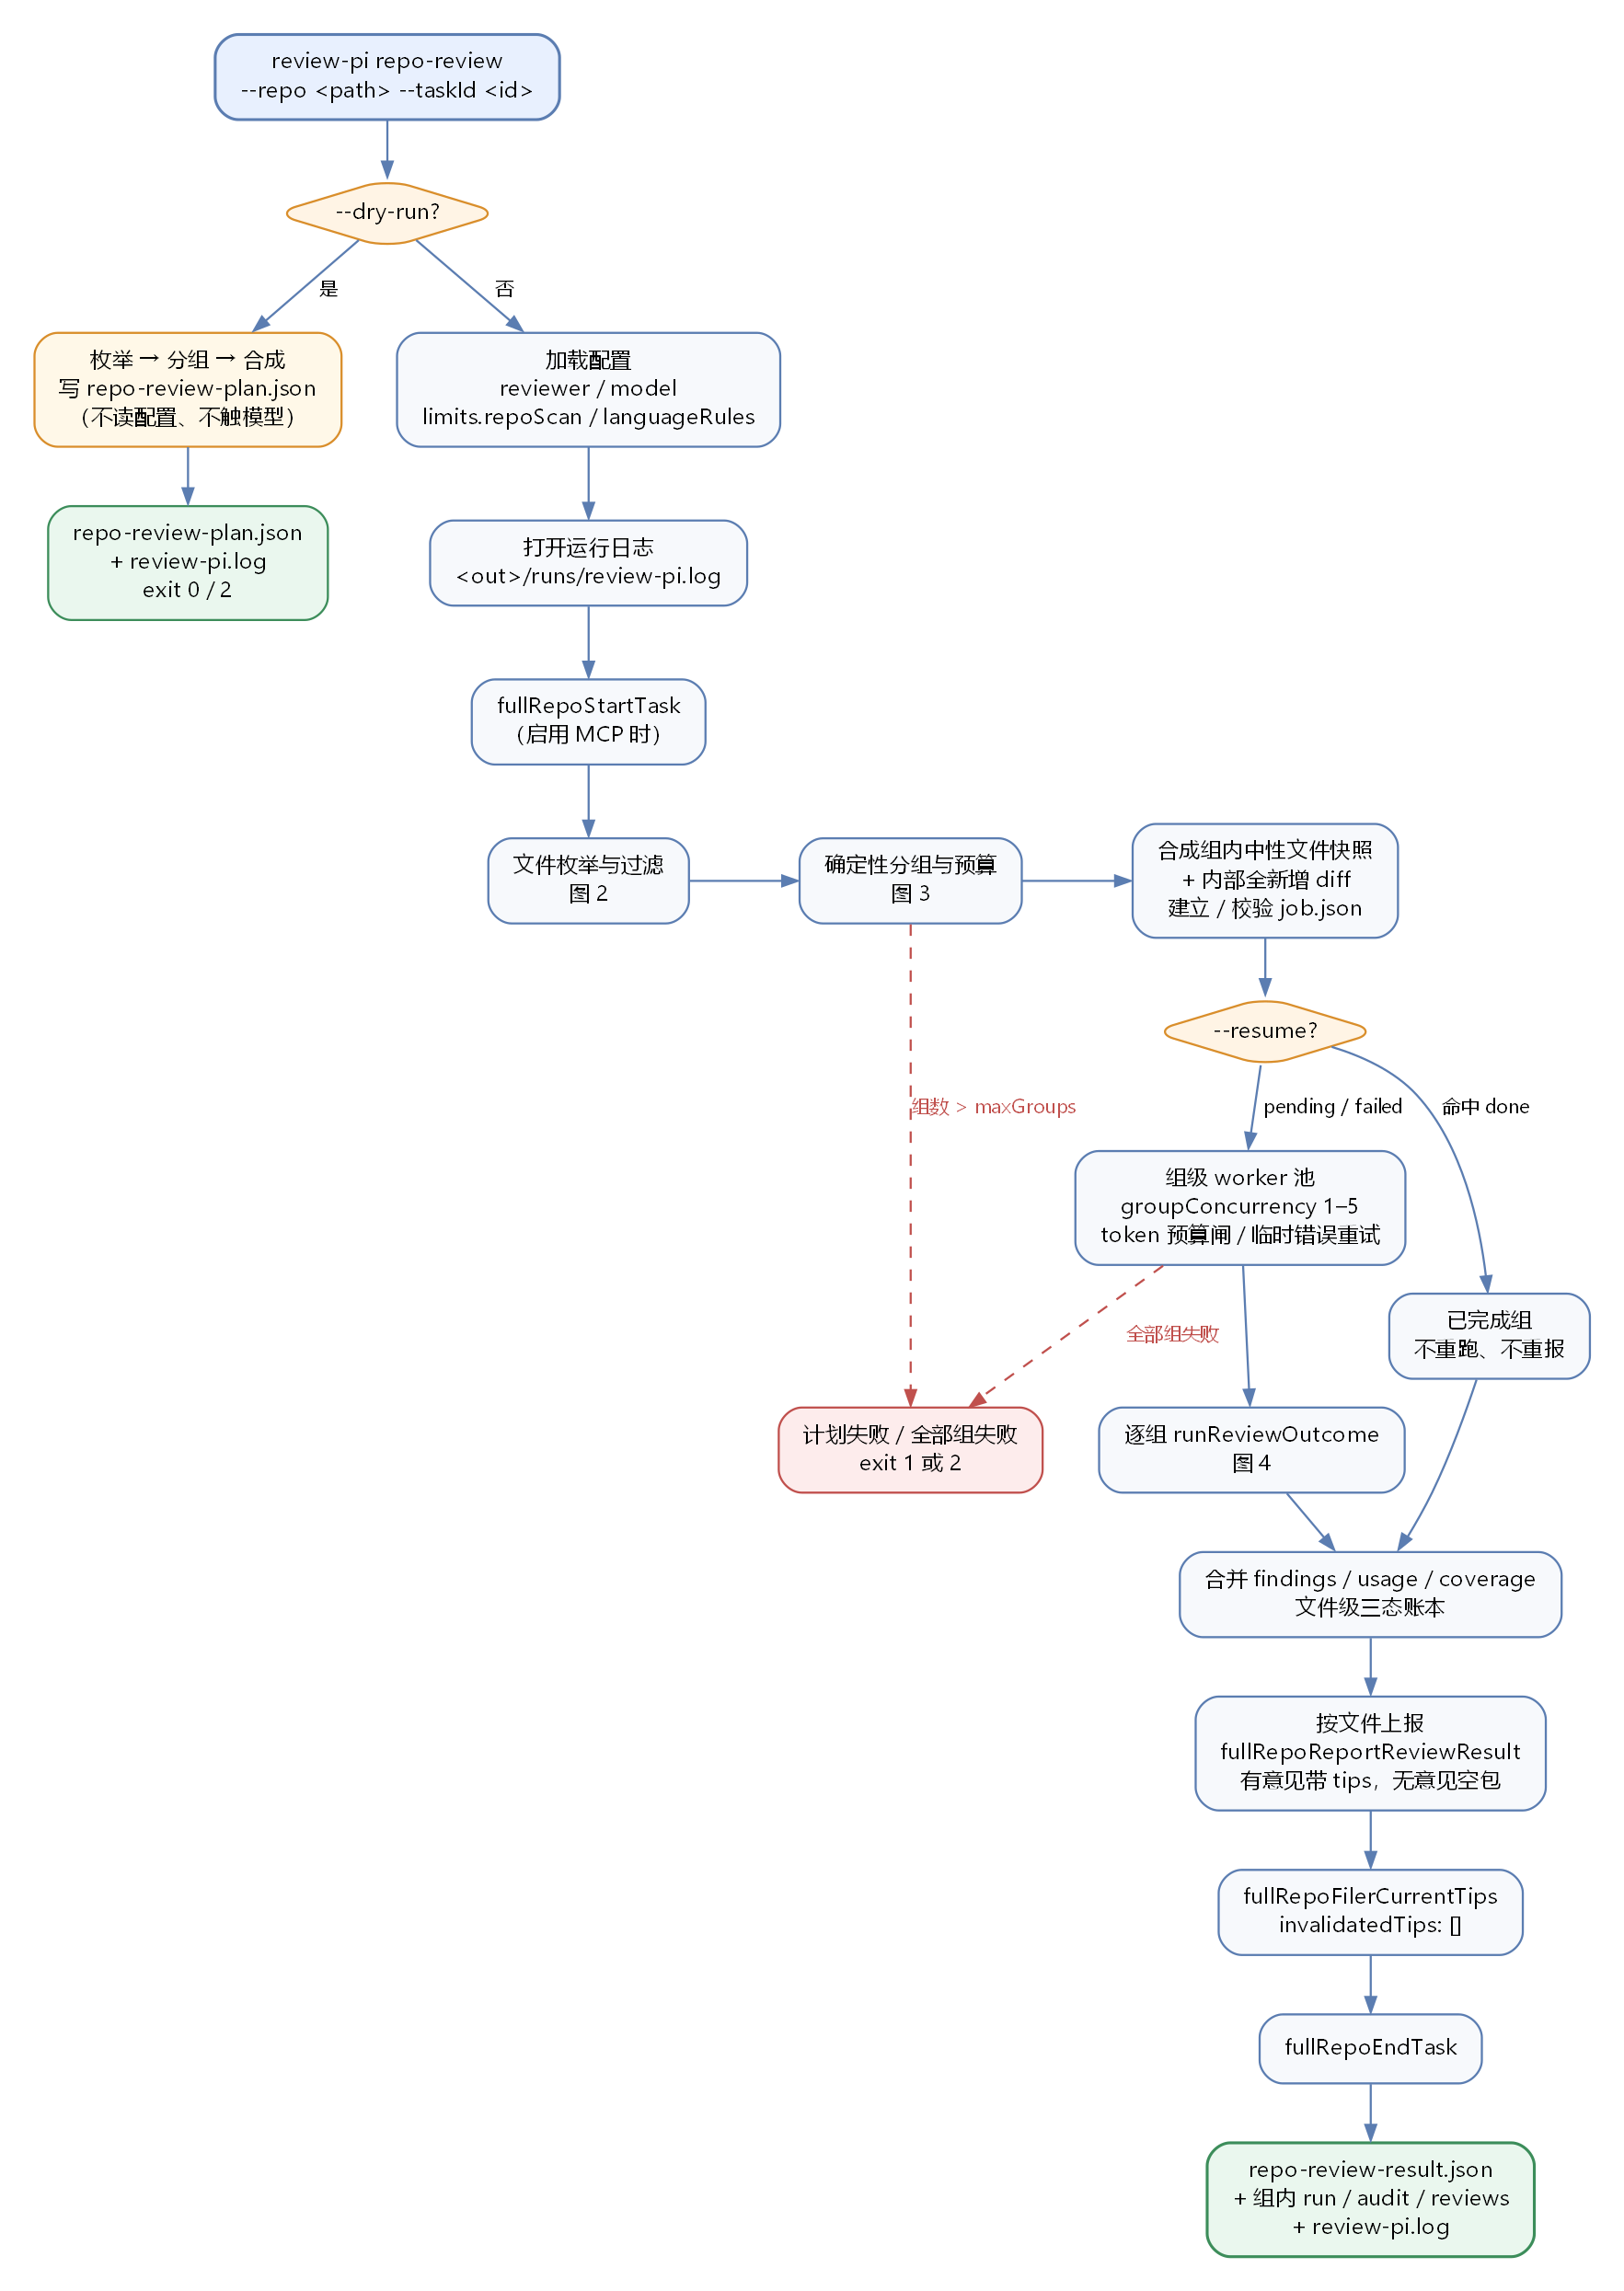 review-pi repo-review
--repo <path> --taskId <id>
--dry-run?
是
否
枚举 → 分组 → 合成
写 repo-review-plan.json
（不读配置、不触模型）
加载配置
reviewer / model
limits.repoScan / languageRules
repo-review-plan.json
+ review-pi.log
exit 0 / 2
打开运行日志
<out>/runs/review-pi.log
fullRepoStartTask
（启用 MCP 时）
文件枚举与过滤
图 2
确定性分组与预算
图 3
合成组内中性文件快照
+ 内部全新增 diff
建立 / 校验 job.json
--resume?
组数 > maxGroups
pending / failed
命中 done
组级 worker 池
groupConcurrency 1–5
token 预算闸 / 临时错误重试
全部组失败
已完成组
不重跑、不重报
计划失败 / 全部组失败
exit 1 或 2
逐组 runReviewOutcome
图 4
合并 findings / usage / coverage
文件级三态账本
按文件上报
fullRepoReportReviewResult
有意见带 tips，无意见空包
fullRepoFilerCurrentTips
invalidatedTips: []
fullRepoEndTask
repo-review-result.json
+ 组内 run / audit / reviews
+ review-pi.log